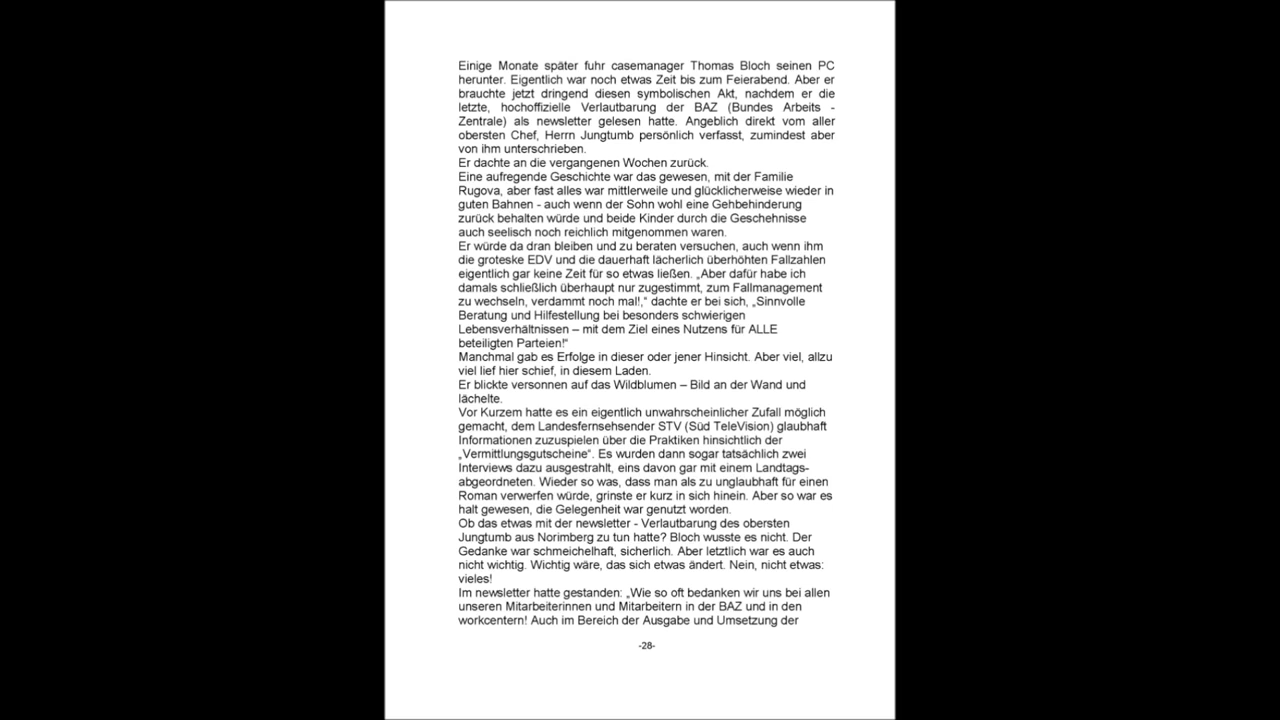 Einige Monate später fuhr casemanager Thomas Bloch seinen PC
herunter. Eigentlich war noch etwas Zeit bis zum Feierabend. Aber er
brauchte jetzt dringend diesen symbolischen Akt, nachdem er die
letzte, hochoffizielle Verlautbarung der BAZ (Bundes Arbeits -
Zentrale) als newsletter gelesen hatte. Angeblich direkt vom aller
obersten Chef, Herrn Jungtumb persönlich verfasst, zumindest aber
von ihm unterschrieben.
Er dachte an die vergangenen Wochen zurück.
Eine aufregende Geschichte war das gewesen, mit der Familie
Rugova, aber fast alles war mittlerweile und glücklicherweise wieder in
guten Bahnen - auch wenn der Sohn wohl eine Gehbehinderung
zurück behalten würde und beide Kinder durch die Geschehnisse
auch seelisch noch reichlich mitgenommen waren.
Er würde da dran bleiben und zu beraten versuchen, auch wenn ihm
die groteske EDV und die dauerhaft lächerlich überhöhten Fallzahlen
eigentlich gar keine Zeit für so etwas ließen. „Aber dafür habe ich
damals schließlich überhaupt nur zugestimmt, zum Fallmanagement
zu wechseln, verdammt noch mal!,“ dachte er bei sich, „Sinnvolle
Beratung und Hilfestellung bei besonders schwierigen
Lebensverhältnissen – mit dem Ziel eines Nutzens für ALLE
beteiligten Parteien!“
Manchmal gab es Erfolge in dieser oder jener Hinsicht. Aber viel, allzu
viel lief hier schief, in diesem Laden.
Er blickte versonnen auf das Wildblumen – Bild an der Wand und
lächelte.
Vor Kurzem hatte es ein eigentlich unwahrscheinlicher Zufall möglich
gemacht, dem Landesfernsehsender STV (Süd TeleVision) glaubhaft
Informationen zuzuspielen über die Praktiken hinsichtlich der
„Vermittlungsgutscheine“. Es wurden dann sogar tatsächlich zwei
Interviews dazu ausgestrahlt, eins davon gar mit einem Landtags-
abgeordneten. Wieder so was, dass man als zu unglaubhaft für einen
Roman verwerfen würde, grinste er kurz in sich hinein. Aber so war es
halt gewesen, die Gelegenheit war genutzt worden.
Ob das etwas mit der newsletter - Verlautbarung des obersten
Jungtumb aus Norimberg zu tun hatte? Bloch wusste es nicht. Der
Gedanke war schmeichelhaft, sicherlich. Aber letztlich war es auch
nicht wichtig. Wichtig wäre, das sich etwas ändert. Nein, nicht etwas:
vieles!
Im newsletter hatte gestanden: „Wie so oft bedanken wir uns bei allen
unseren Mitarbeiterinnen und Mitarbeitern in der BAZ und in den
workcentern! Auch im Bereich der Ausgabe und Umsetzung der
-28-